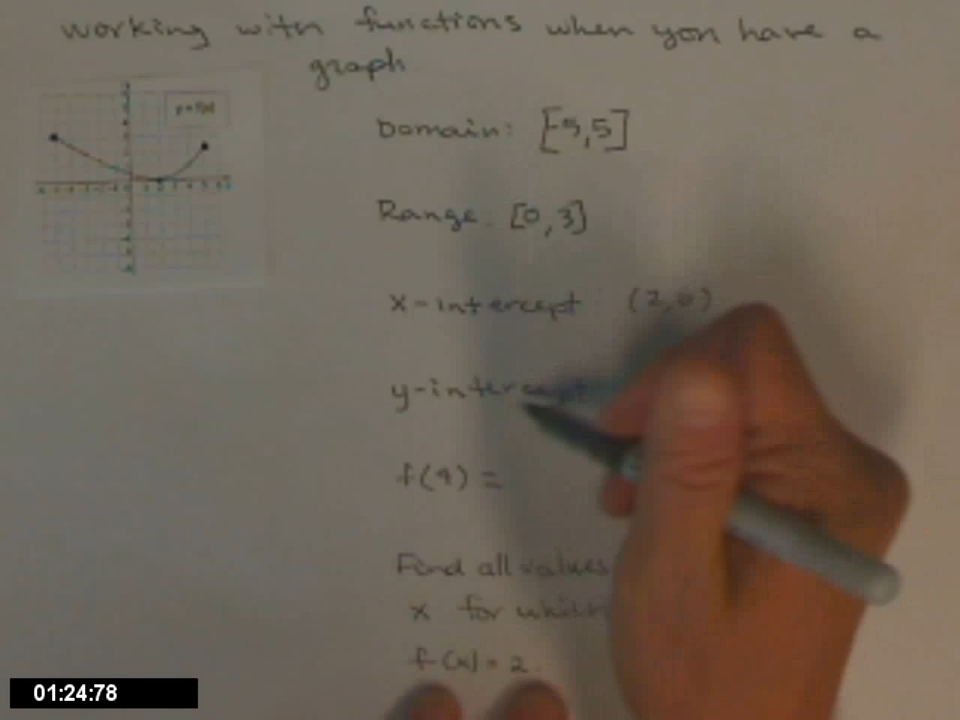 working with functions when you have a
graph
y = f(x)
Domain: [-5,5]
Range: [0,3]
x-intercept (2,0)
y-intercept
f(4) =
Find all values
x for which
f(x) = 2
01:24:78